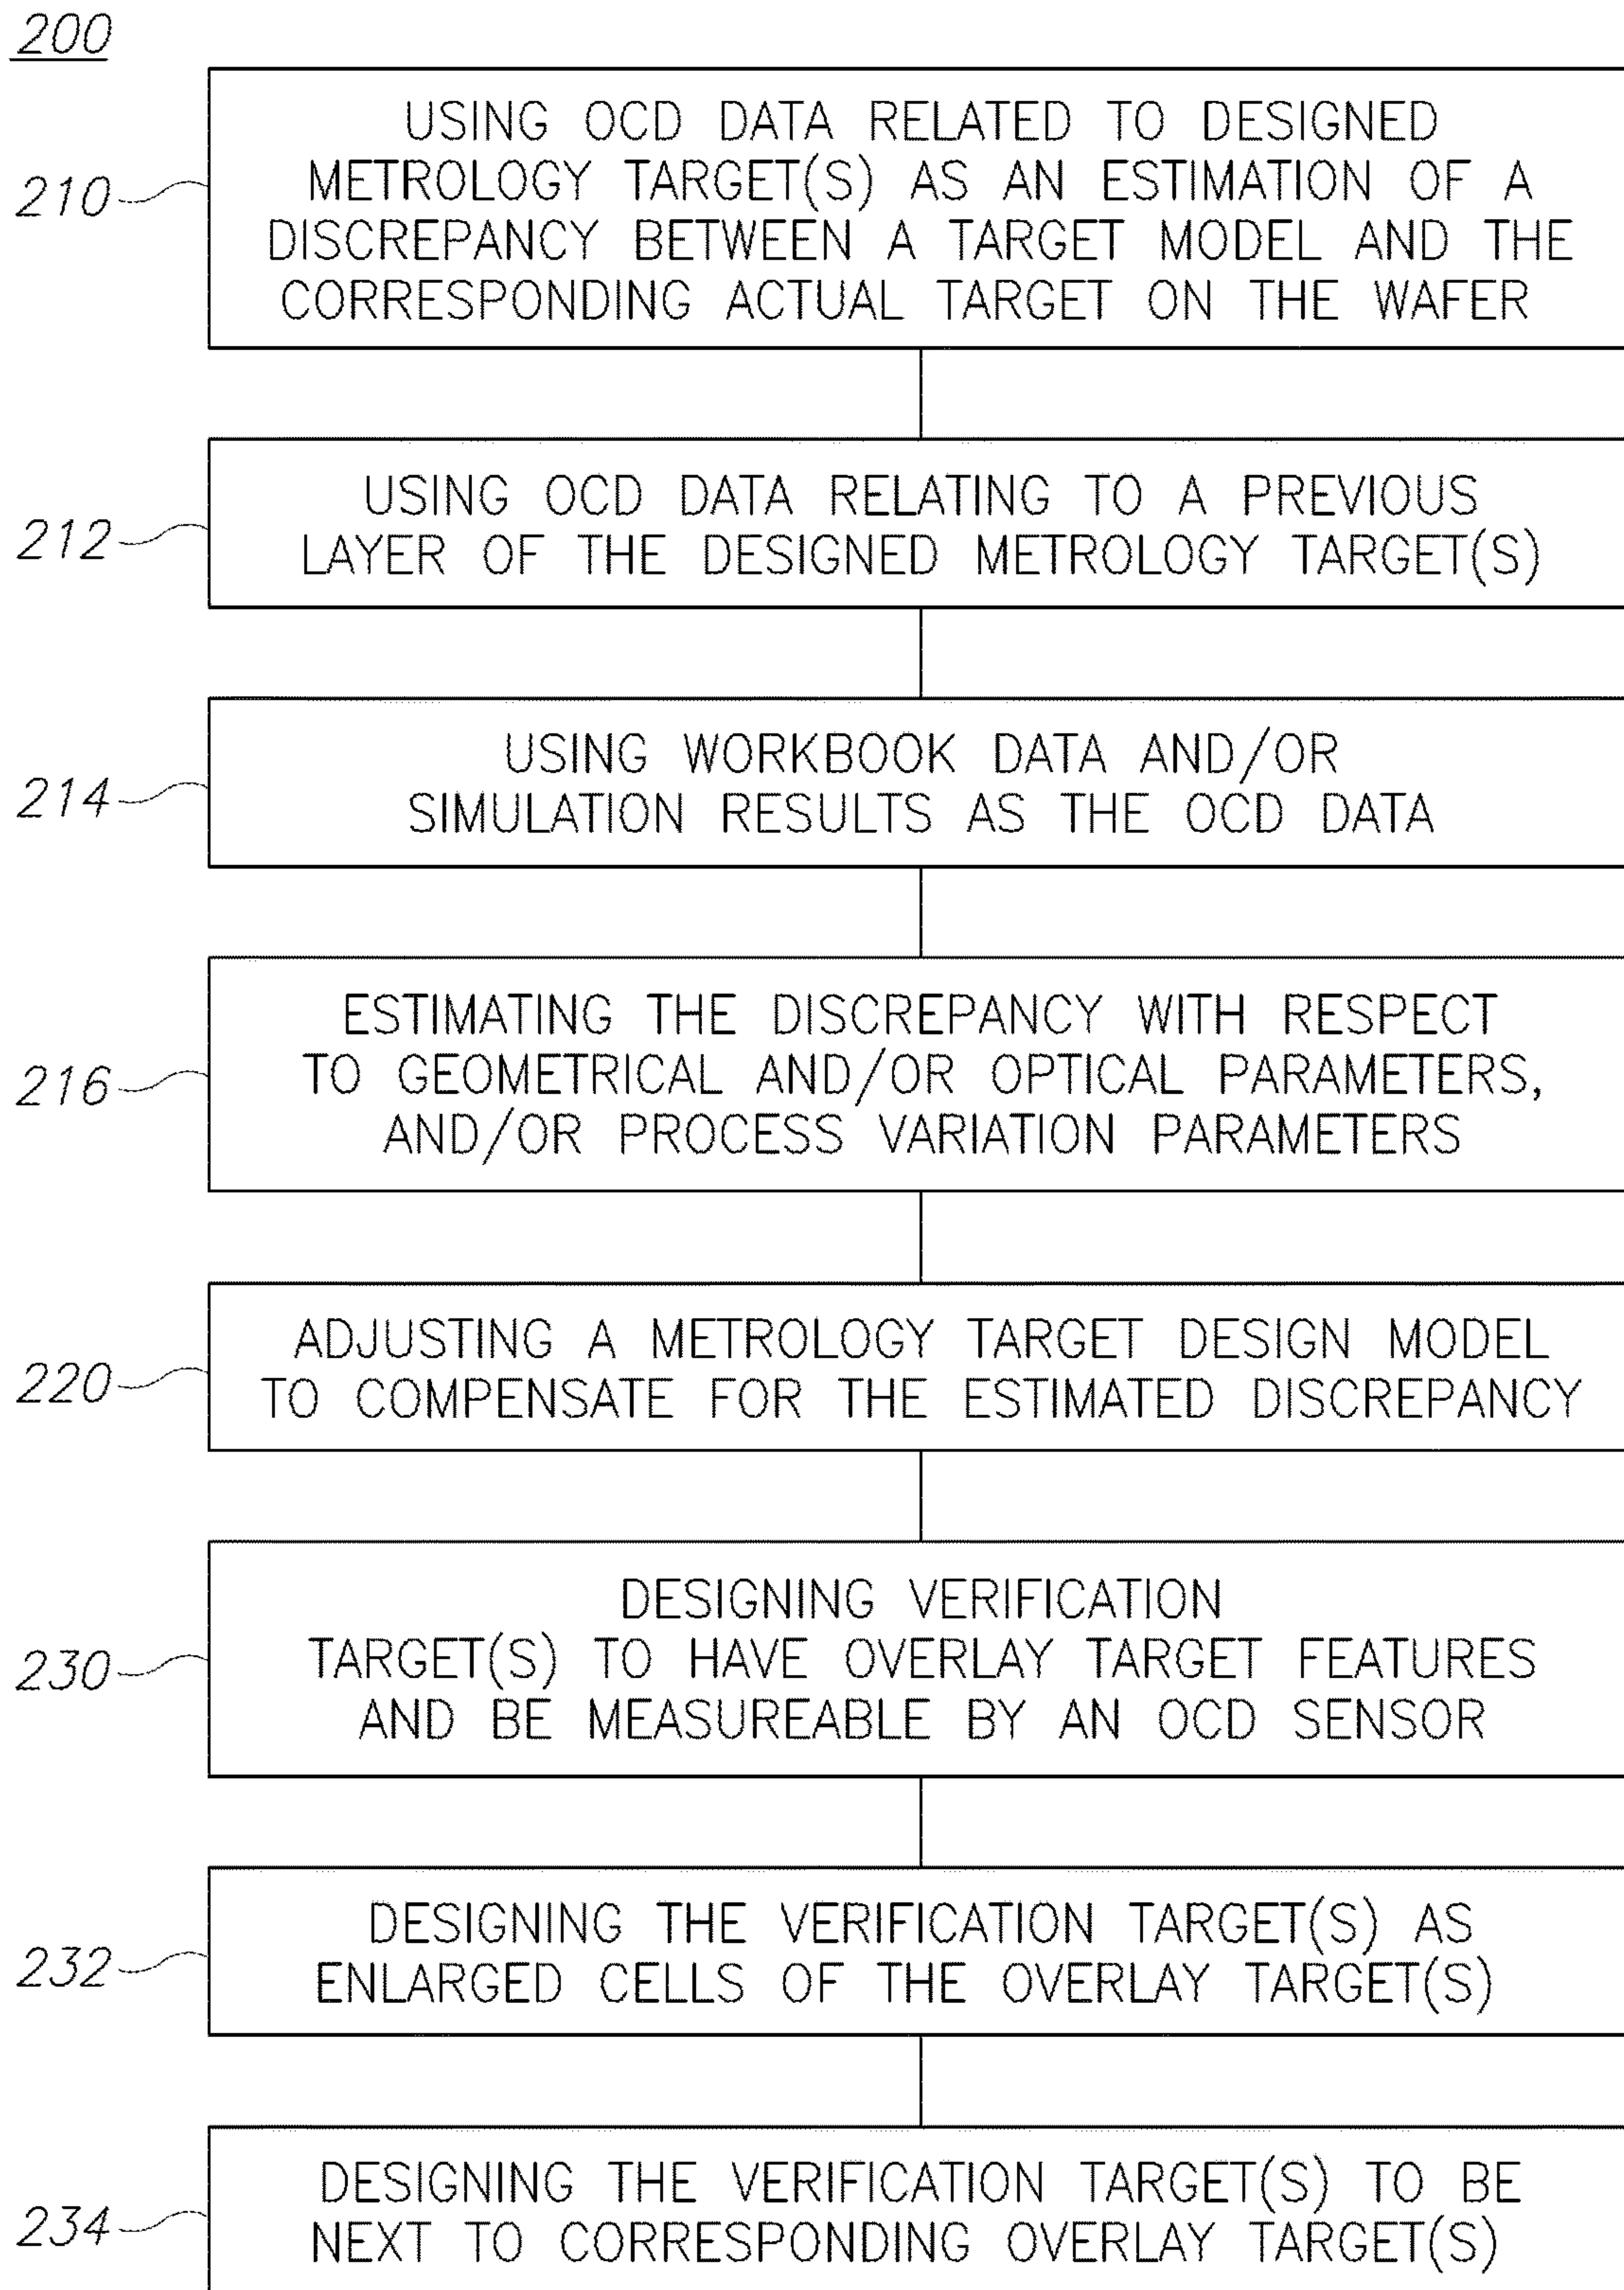 200
210
USING OCD DATA RELATED TO DESIGNED
METROLOGY TARGET(S) AS AN ESTIMATION OF A
DISCREPANCY BETWEEN A TARGET MODEL AND THE
CORRESPONDING ACTUAL TARGET ON THE WAFER
212
USING OCD DATA RELATING TO A PREVIOUS
LAYER OF THE DESIGNED METROLOGY TARGET(S)
214
USING WORKBOOK DATA AND/OR
SIMULATION RESULTS AS THE OCD DATA
216
ESTIMATING THE DISCREPANCY WITH RESPECT
TO GEOMETRICAL AND/OR OPTICAL PARAMETERS,
AND/OR PROCESS VARIATION PARAMETERS
220
ADJUSTING A METROLOGY TARGET DESIGN MODEL
TO COMPENSATE FOR THE ESTIMATED DISCREPANCY
230
DESIGNING VERIFICATION
TARGET(S) TO HAVE OVERLAY TARGET FEATURES
AND BE MEASUREABLE BY AN OCD SENSOR
232
DESIGNING THE VERIFICATION TARGET(S) AS
ENLARGED CELLS OF THE OVERLAY TARGET(S)
234
DESIGNING THE VERIFICATION TARGET(S) TO BE
NEXT TO CORRESPONDING OVERLAY TARGET(S)